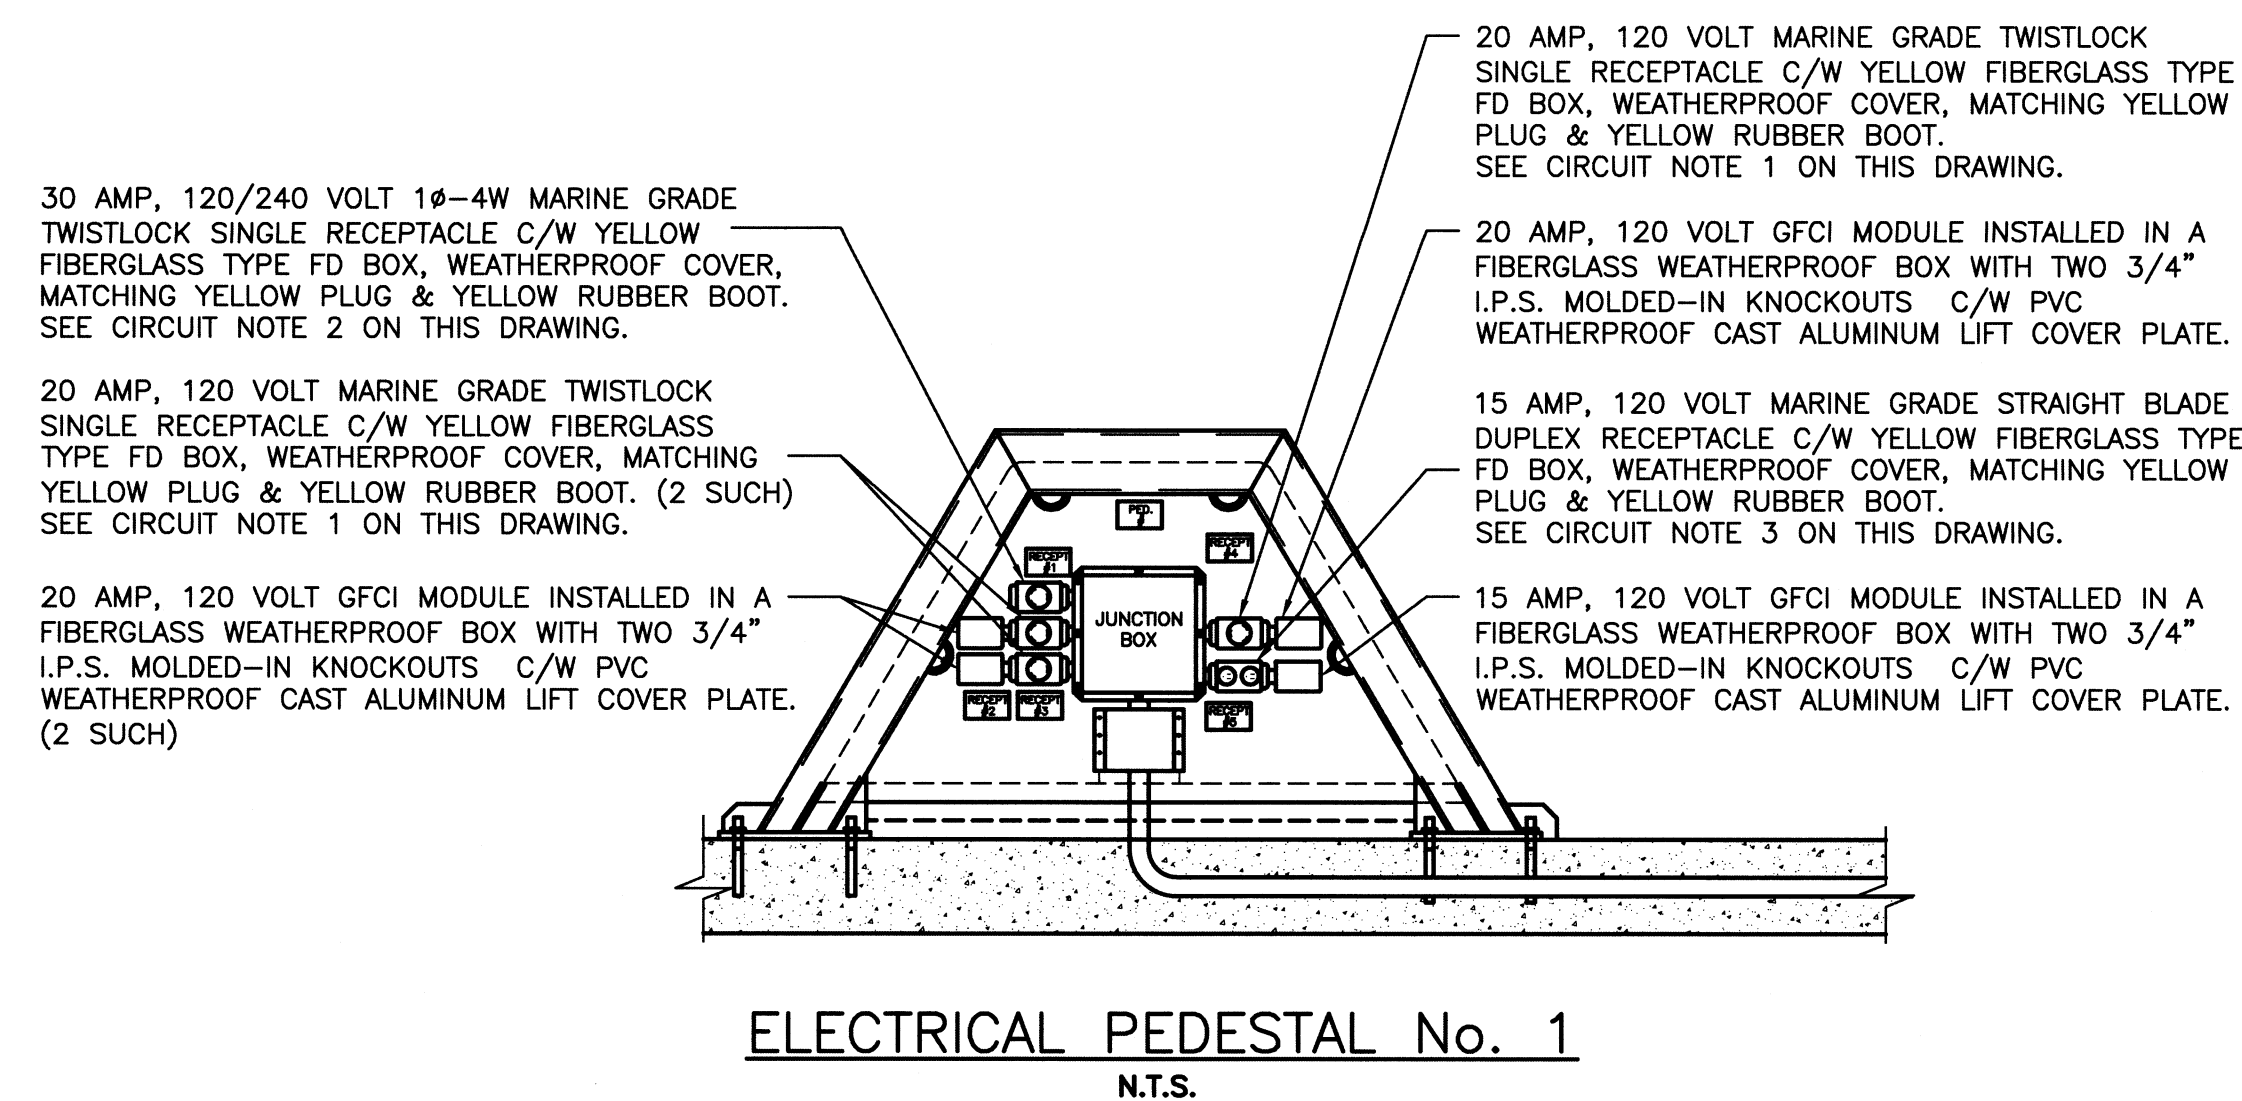 30 AMP, 120/240 VOLT 1ø-4W MARINE GRADE
TWISTLOCK SINGLE RECEPTACLE C/W YELLOW
FIBERGLASS TYPE FD BOX, WEATHERPROOF COVER,
MATCHING YELLOW PLUG & YELLOW RUBBER BOOT.
SEE CIRCUIT NOTE 2 ON THIS DRAWING.
20 AMP, 120 VOLT MARINE GRADE TWISTLOCK
SINGLE RECEPTACLE C/W YELLOW FIBERGLASS
TYPE FD BOX, WEATHERPROOF COVER, MATCHING
YELLOW PLUG & YELLOW RUBBER BOOT. (2 SUCH)
SEE CIRCUIT NOTE 1 ON THIS DRAWING.
20 AMP, 120 VOLT GFCI MODULE INSTALLED IN A
FIBERGLASS WEATHERPROOF BOX WITH TWO 3/4"
I.P.S. MOLDED-IN KNOCKOUTS C/W PVC
WEATHERPROOF CAST ALUMINUM LIFT COVER PLATE.
(2 SUCH)
20 AMP, 120 VOLT MARINE GRADE TWISTLOCK
SINGLE RECEPTACLE C/W YELLOW FIBERGLASS TYPE
FD BOX, WEATHERPROOF COVER, MATCHING YELLOW
PLUG & YELLOW RUBBER BOOT.
SEE CIRCUIT NOTE 1 ON THIS DRAWING.
20 AMP, 120 VOLT GFCI MODULE INSTALLED IN A
FIBERGLASS WEATHERPROOF BOX WITH TWO 3/4"
I.P.S. MOLDED-IN KNOCKOUTS C/W PVC
WEATHERPROOF CAST ALUMINUM LIFT COVER PLATE.
15 AMP, 120 VOLT MARINE GRADE STRAIGHT BLADE
DUPLEX RECEPTACLE C/W YELLOW FIBERGLASS TYPE
FD BOX, WEATHERPROOF COVER, MATCHING YELLOW
PLUG & YELLOW RUBBER BOOT.
SEE CIRCUIT NOTE 3 ON THIS DRAWING.
15 AMP, 120 VOLT GFCI MODULE INSTALLED IN A
FIBERGLASS WEATHERPROOF BOX WITH TWO 3/4"
I.P.S. MOLDED-IN KNOCKOUTS C/W PVC
WEATHERPROOF CAST ALUMINUM LIFT COVER PLATE.
PED.
#
RECEPT
#1
RECEPT
#4
JUNCTION
BOX
RECEPT
#2
RECEPT
#3
RECEPT
#5
ELECTRICAL PEDESTAL No. 1
N.T.S.